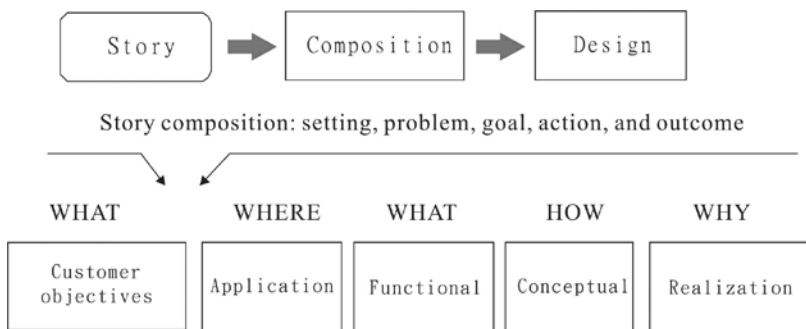 Story Composition Design
Story composition: setting, problem, goal, action, and outcome
WHAT WHERE WHAT HOW WHY
Customer
objectives Application Functional Conceptual Realization